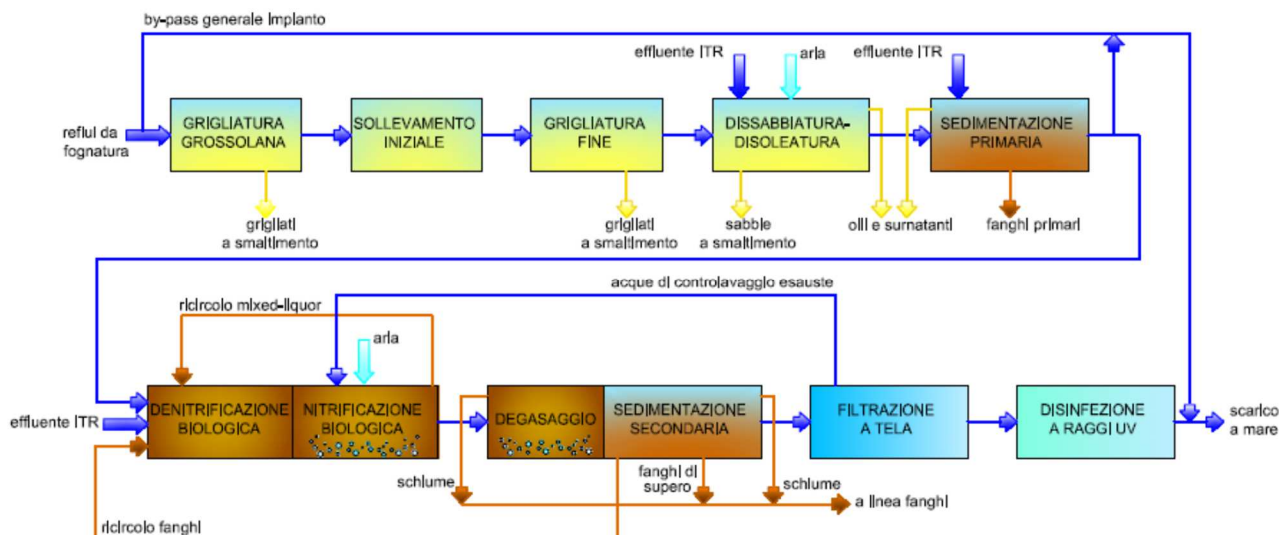 by-pass generale impianto
effluente ITR
aria
effluente ITR
reflui da
fognatura
GRIGLIATURA
GROSSOLANA
SOLLEVAMENTO
INIZIALE
GRIGLIATURA
FINE
DISSABBIATURA-
DISOLEATURA
SEDIMENTAZIONE
PRIMARIA
grigliati
a smaltimento
grigliati
a smaltimento
sabbie
a smaltimento
olii e surnatanti
fanghi primari
acque di controlavaggio esauste
ricircolo mixed-liquor
aria
effluente ITR
DENITRIFICAZIONE
BIOLOGICA
NITRIFICAZIONE
BIOLOGICA
DEGASAGGIO
SEDIMENTAZIONE
SECONDARIA
FILTRAZIONE
A TELA
DISINFEZIONE
A RAGGI UV
scarico
a mare
schiume
fanghi di
supero
schiume
a linea fanghi
ricircolo fanghi